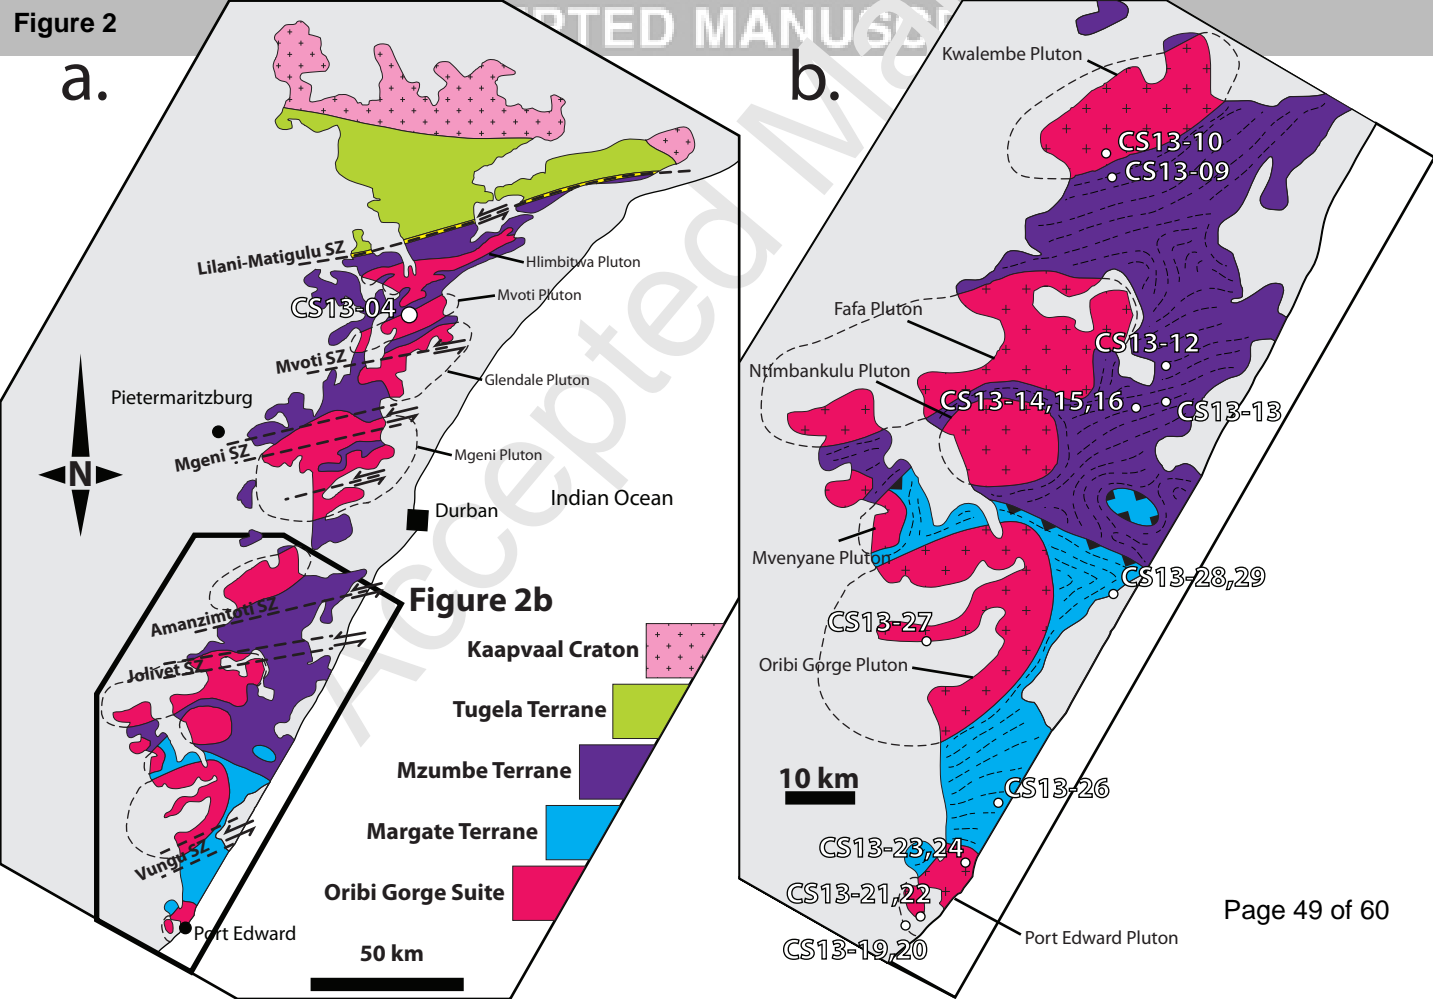 Figure 2
ACCEPTED MANUSCRIPT
Accepted Manuscript
a.
Lilani-Matigulu SZ
Hlimbitwa Pluton
Mvoti Pluton
CS13-04
Mvoti SZ
Glendale Pluton
Pietermaritzburg
Mgeni SZ
Mgeni Pluton
N
Indian Ocean
Durban
Figure 2b
Amanzimtoti SZ
Jolivet SZ
Vungu SZ
Port Edward
Kaapvaal Craton
Tugela Terrane
Mzumbe Terrane
Margate Terrane
Oribi Gorge Suite
50 km
b.
Kwalembe Pluton
CS13-10
CS13-09
Fafa Pluton
CS13-12
Ntimbankulu Pluton
CS13-14,15,16
CS13-13
Mvenyane Pluton
CS13-28,29
CS13-27
Oribi Gorge Pluton
10 km
CS13-26
CS13-23,24
CS13-21,22
Port Edward Pluton
CS13-19,20
Page 49 of 60